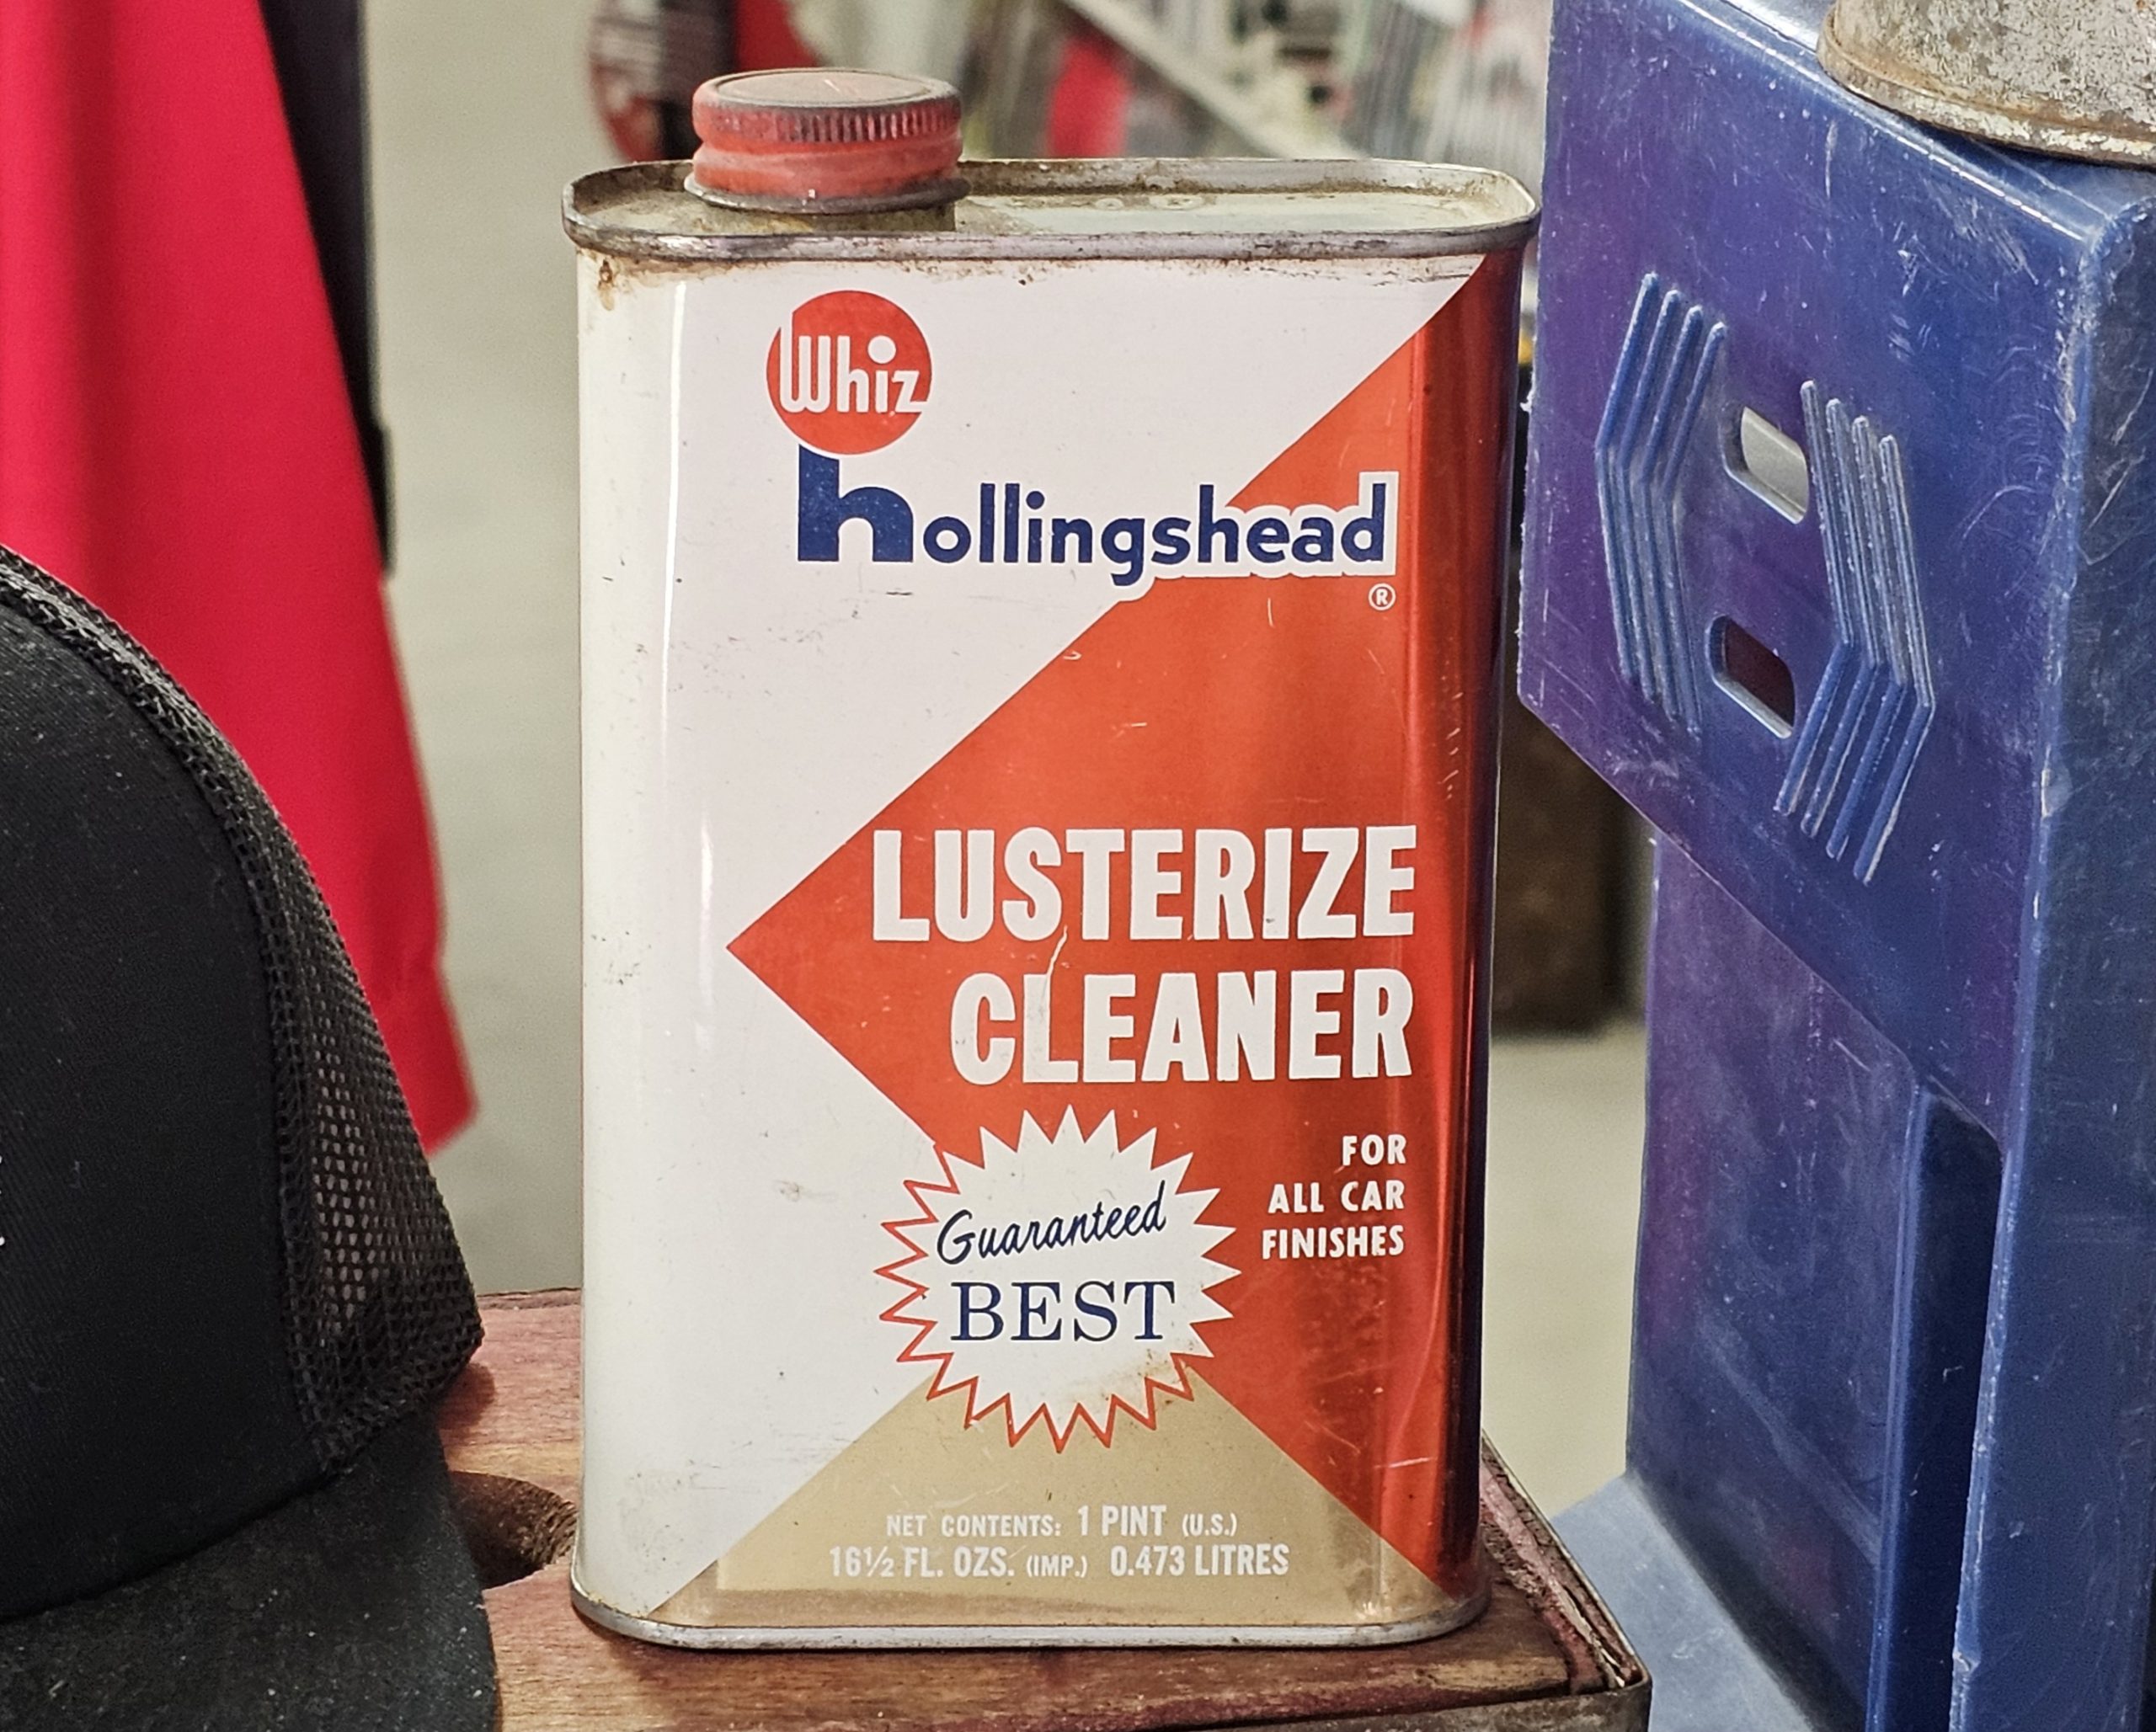 Whiz
hollingshead
®
LUSTERIZE
CLEANER
FOR
ALL CAR
FINISHES
Guaranteed
BEST
NET CONTENTS: 1 PINT (U.S.)
16½ FL. OZS. (IMP.) 0.473 LITRES